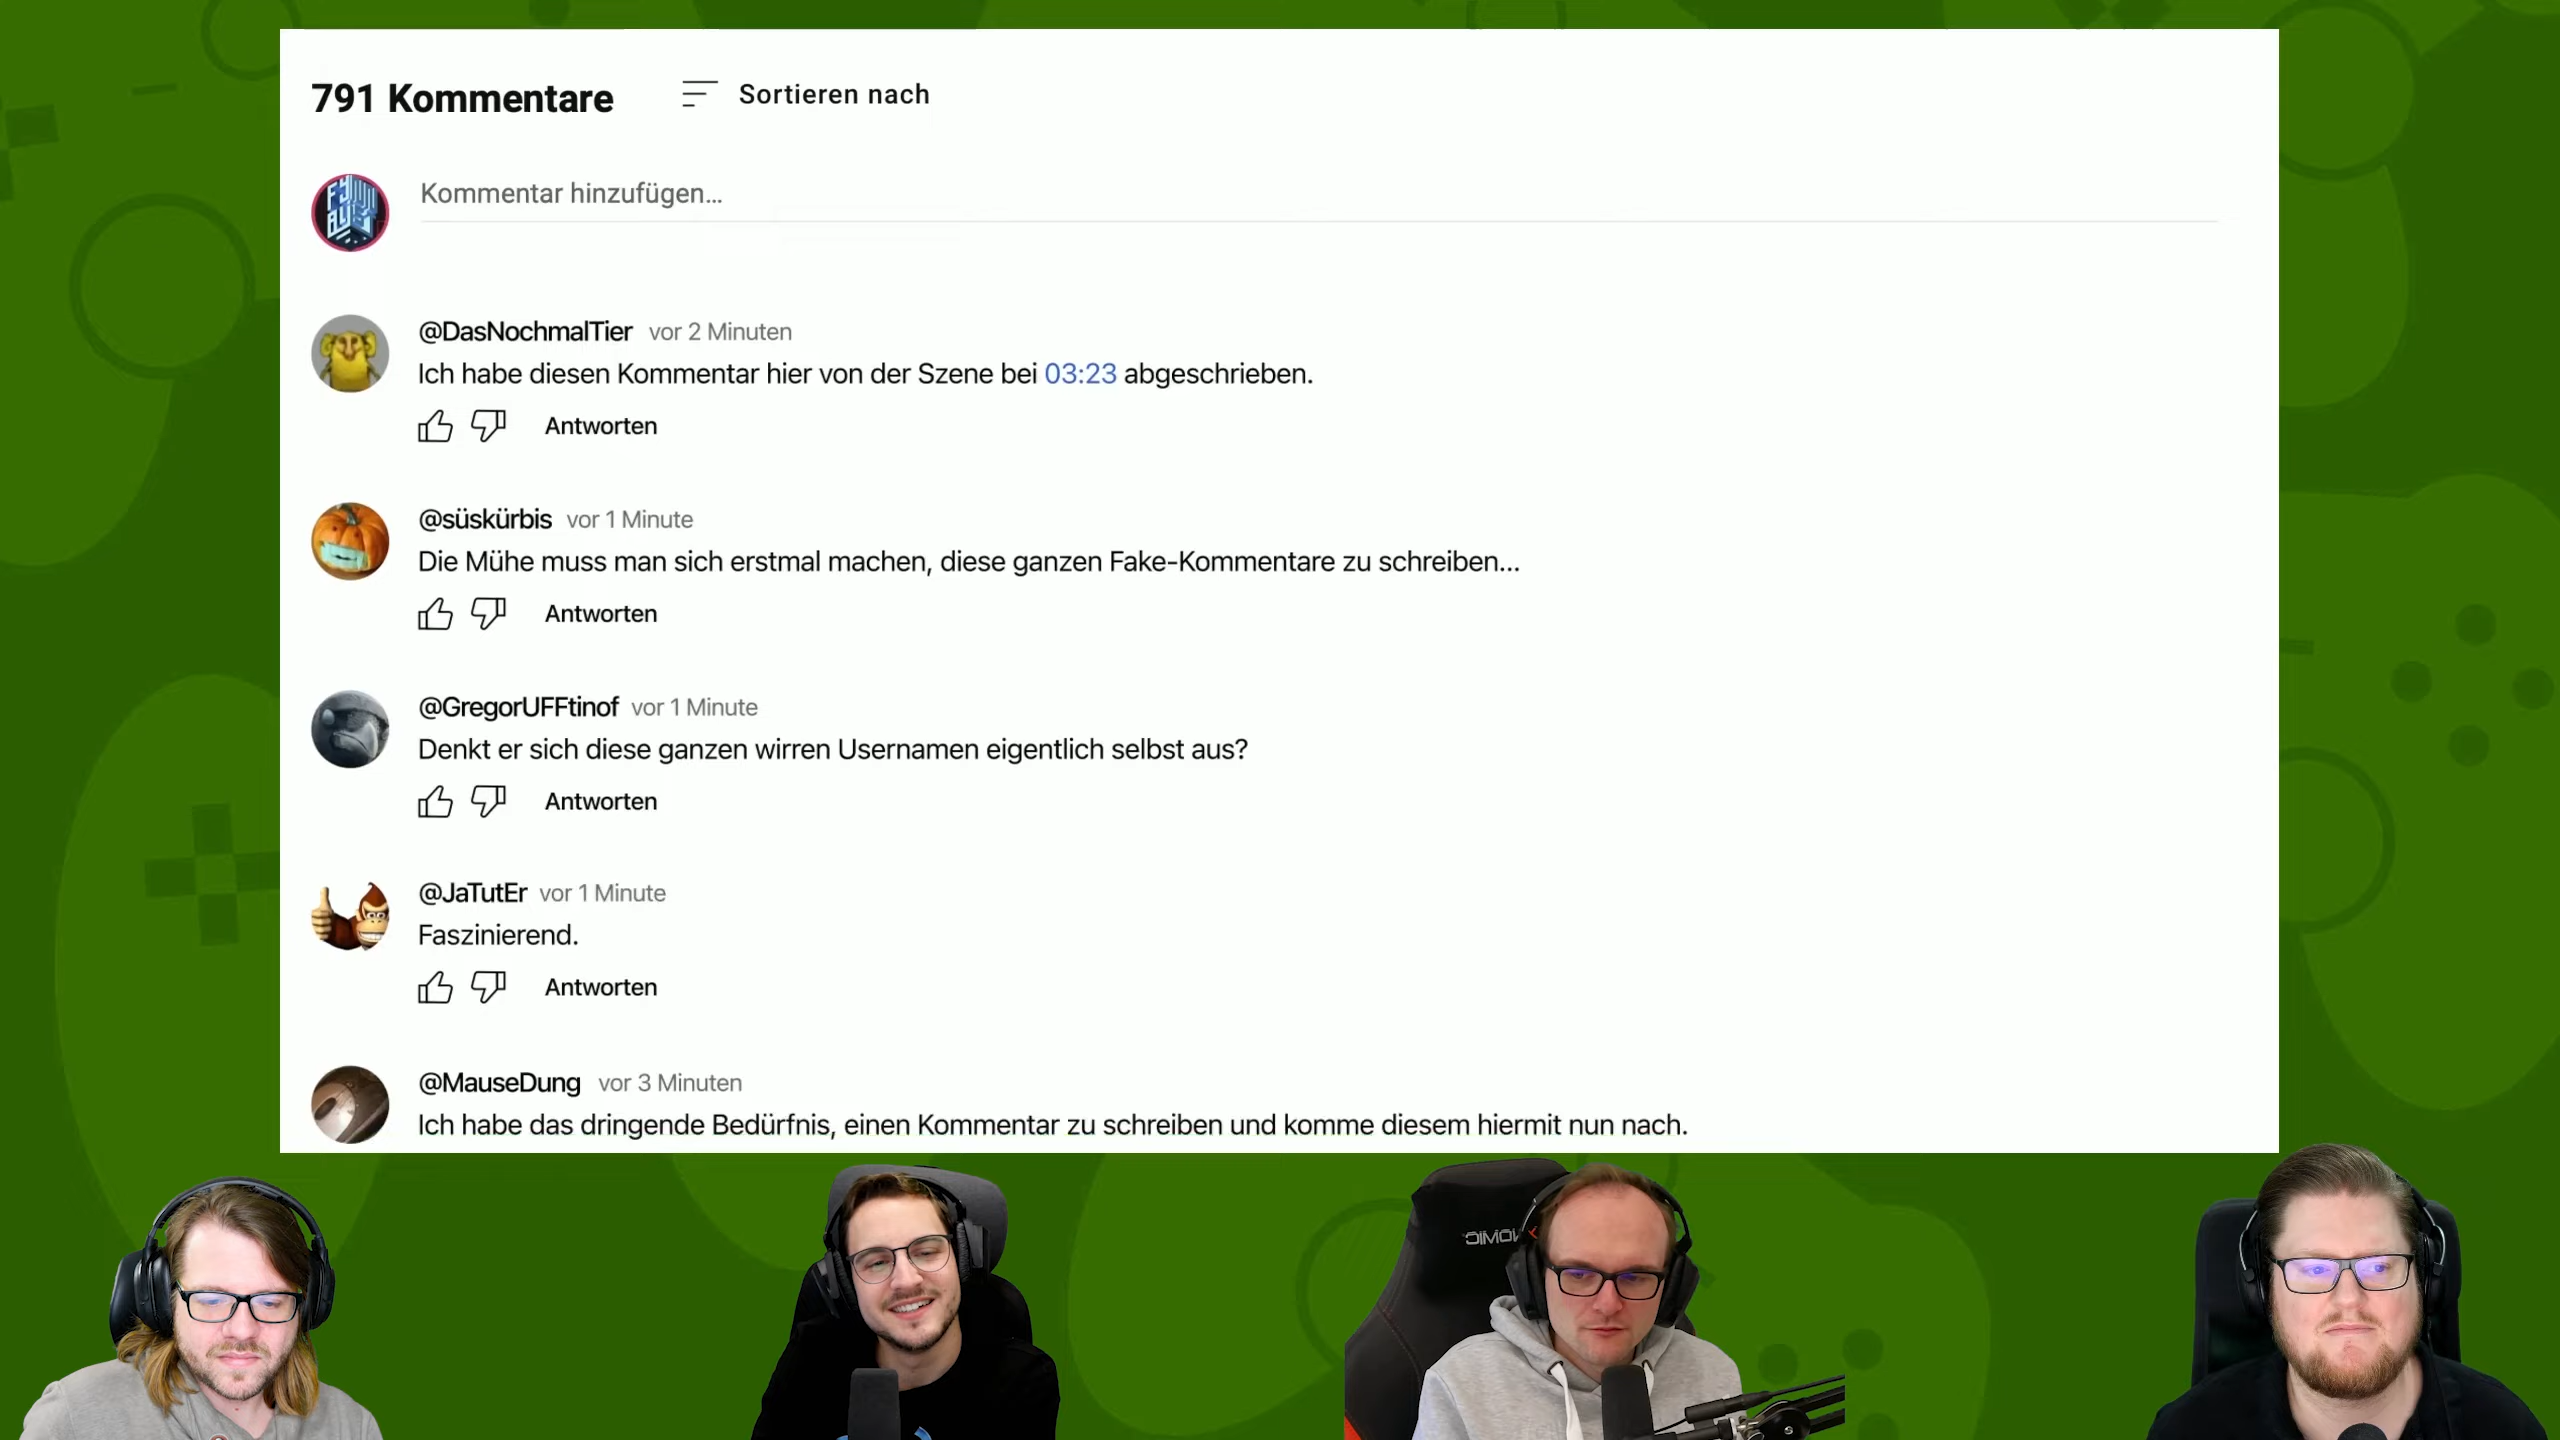 791 Kommentare
Sortieren nach
Kommentar hinzufügen...
@DasNochmalTier vor 2 Minuten
Ich habe diesen Kommentar hier von der Szene bei 03:23 abgeschrieben.
Antworten
@süskürbis vor 1 Minute
Die Mühe muss man sich erstmal machen, diese ganzen Fake-Kommentare zu schreiben...
Antworten
@GregorUFFtinof vor 1 Minute
Denkt er sich diese ganzen wirren Usernamen eigentlich selbst aus?
Antworten
@JaTutEr vor 1 Minute
Faszinierend.
Antworten
@MauseDung vor 3 Minuten
Ich habe das dringende Bedürfnis, einen Kommentar zu schreiben und komme diesem hiermit nun nach.